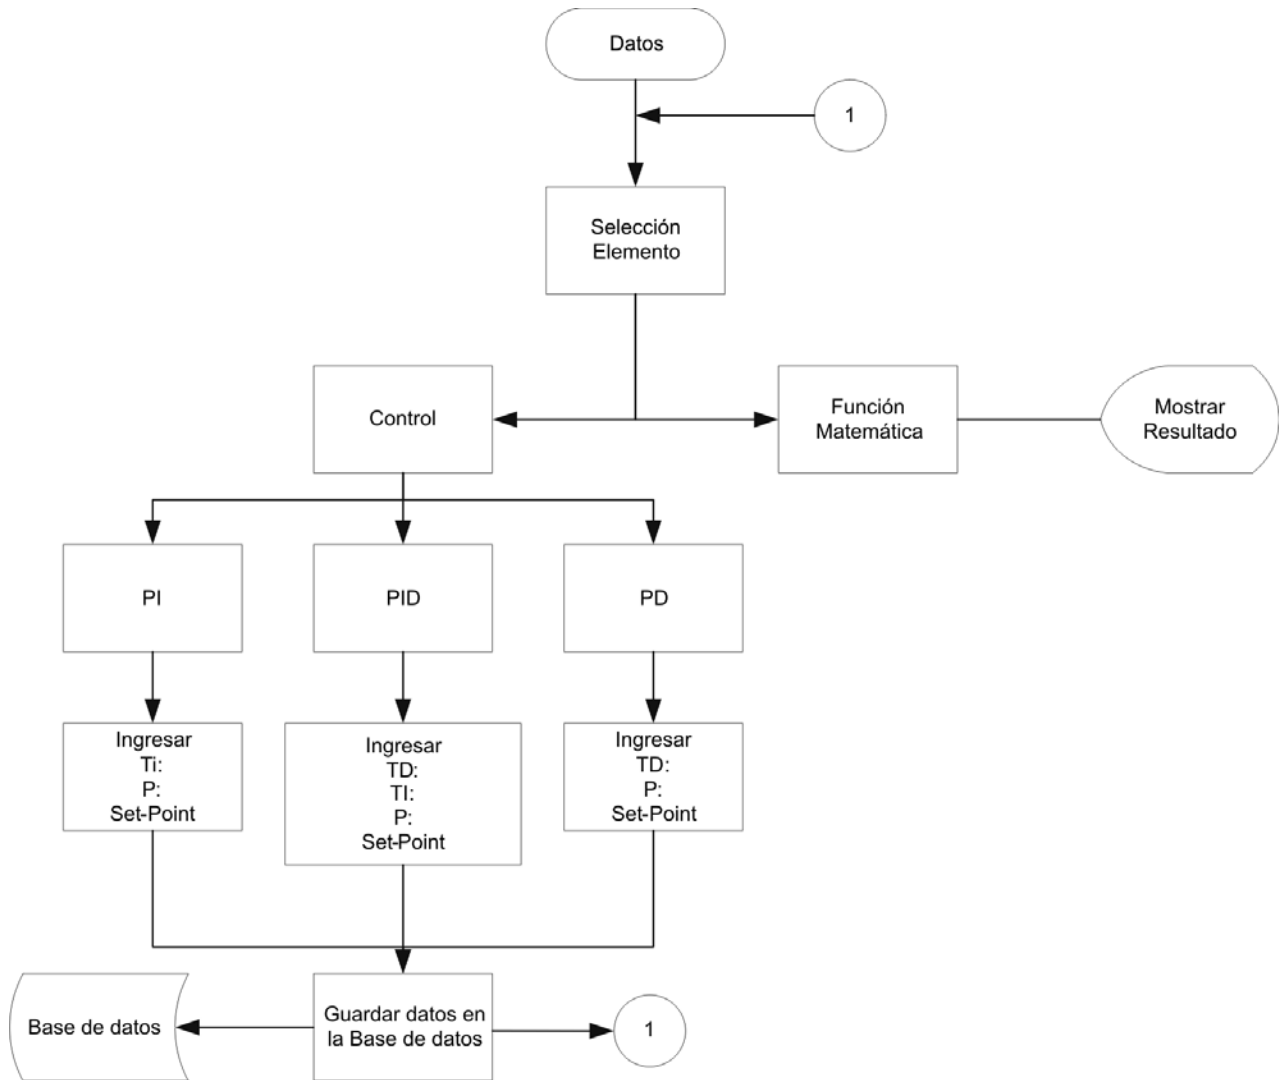 Datos
1
Selección
Elemento
Control
Función
Matemática
Mostrar
Resultado
PI
PID
PD
Ingresar
Ti:
P:
Set-Point
Ingresar
TD:
TI:
P:
Set-Point
Ingresar
TD:
P:
Set-Point
Base de datos
Guardar datos en
la Base de datos
1